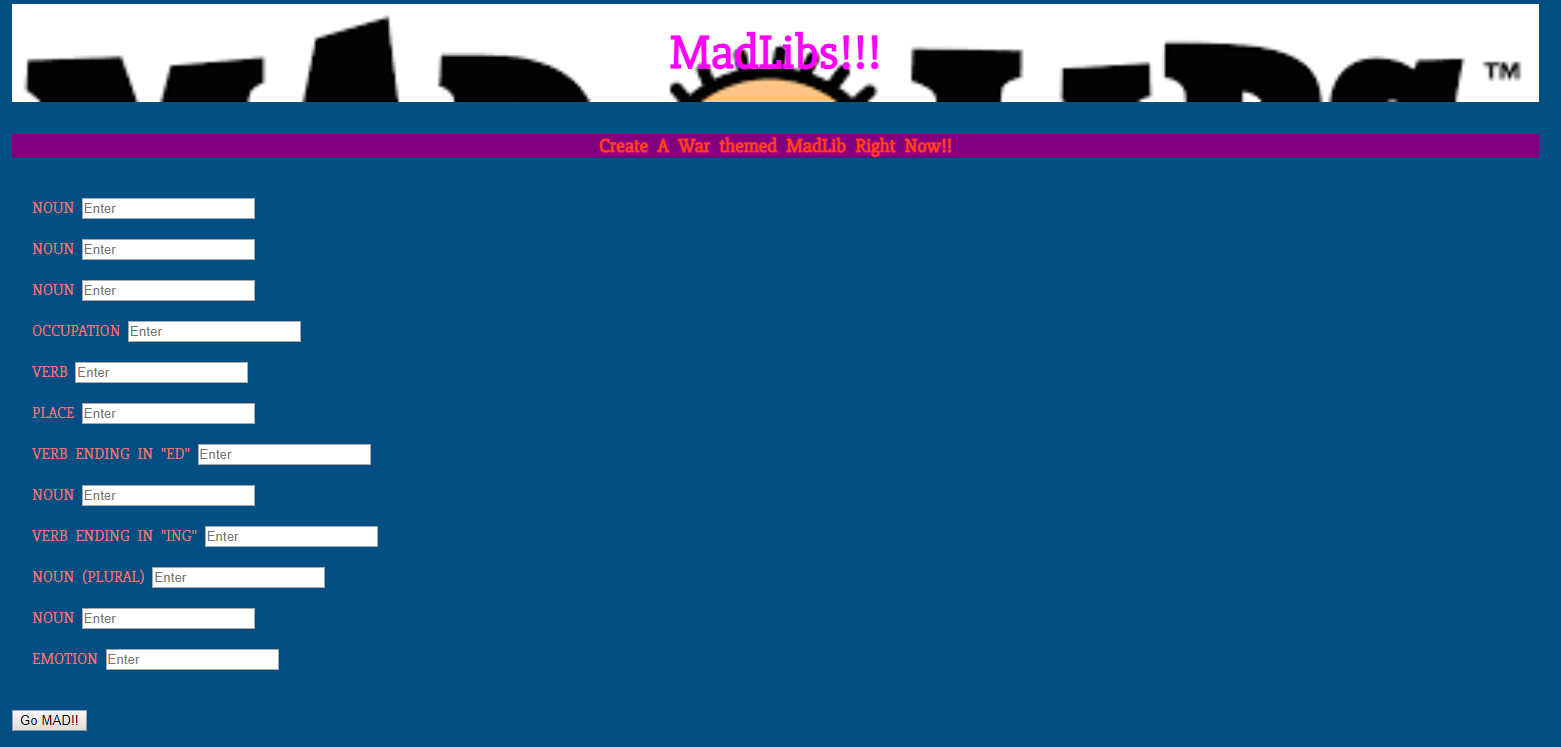 MadLibs!!!
MAD LIBS TM
Create A War themed MadLib Right Now!!
NOUN Enter
NOUN Enter
NOUN Enter
OCCUPATION Enter
VERB Enter
PLACE Enter
VERB ENDING IN "ED" Enter
NOUN Enter
VERB ENDING IN "ING" Enter
NOUN (PLURAL) Enter
NOUN Enter
EMOTION Enter
Go MAD!!